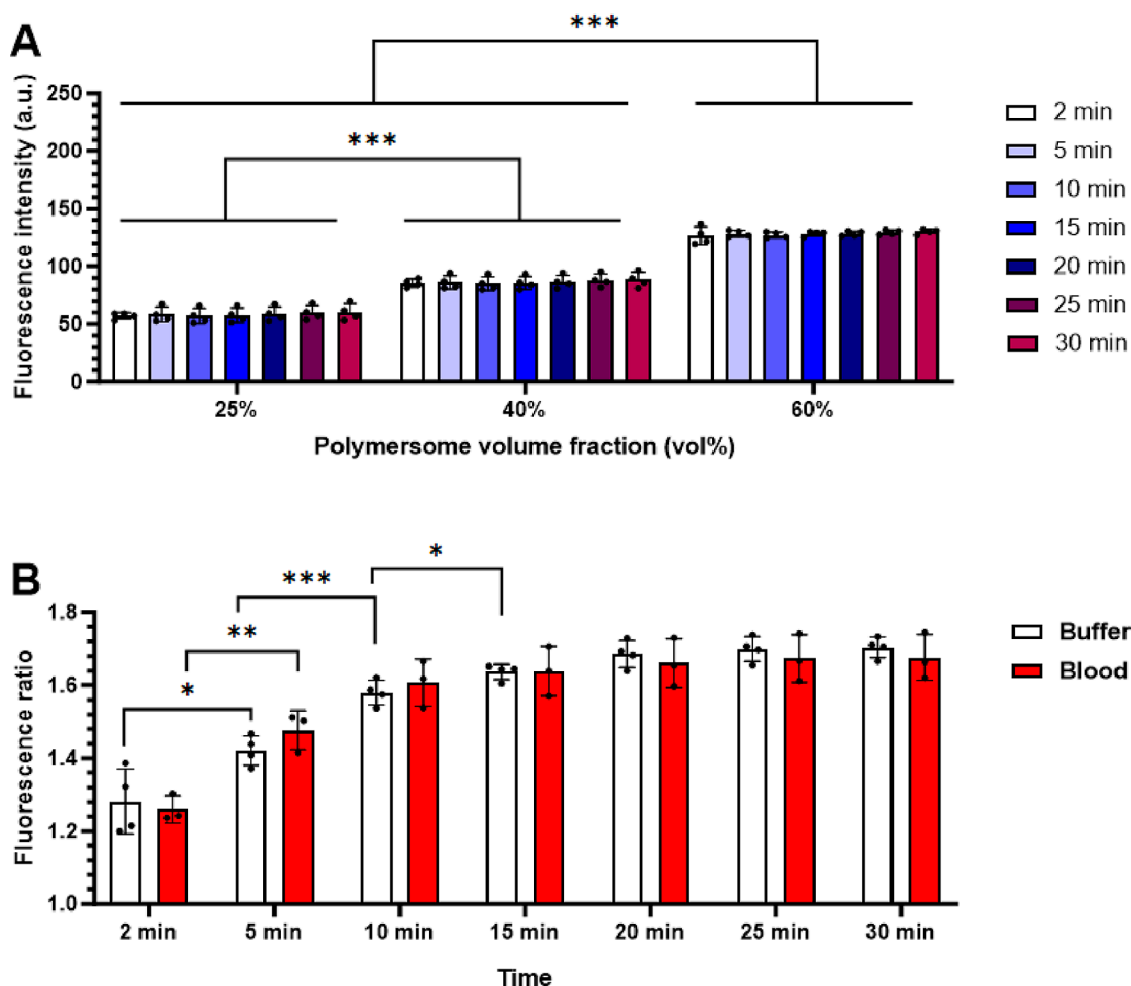 A
***
Fluorescence intensity (a.u.)
250
200
150
100
50
0
***
25%
40%
60%
Polymersome volume fraction (vol%)
2 min
5 min
10 min
15 min
20 min
25 min
30 min
B
*
***
**
*
Fluorescence ratio
1.8
1.6
1.4
1.2
1.0
2 min
5 min
10 min
15 min
20 min
25 min
30 min
Time
Buffer
Blood